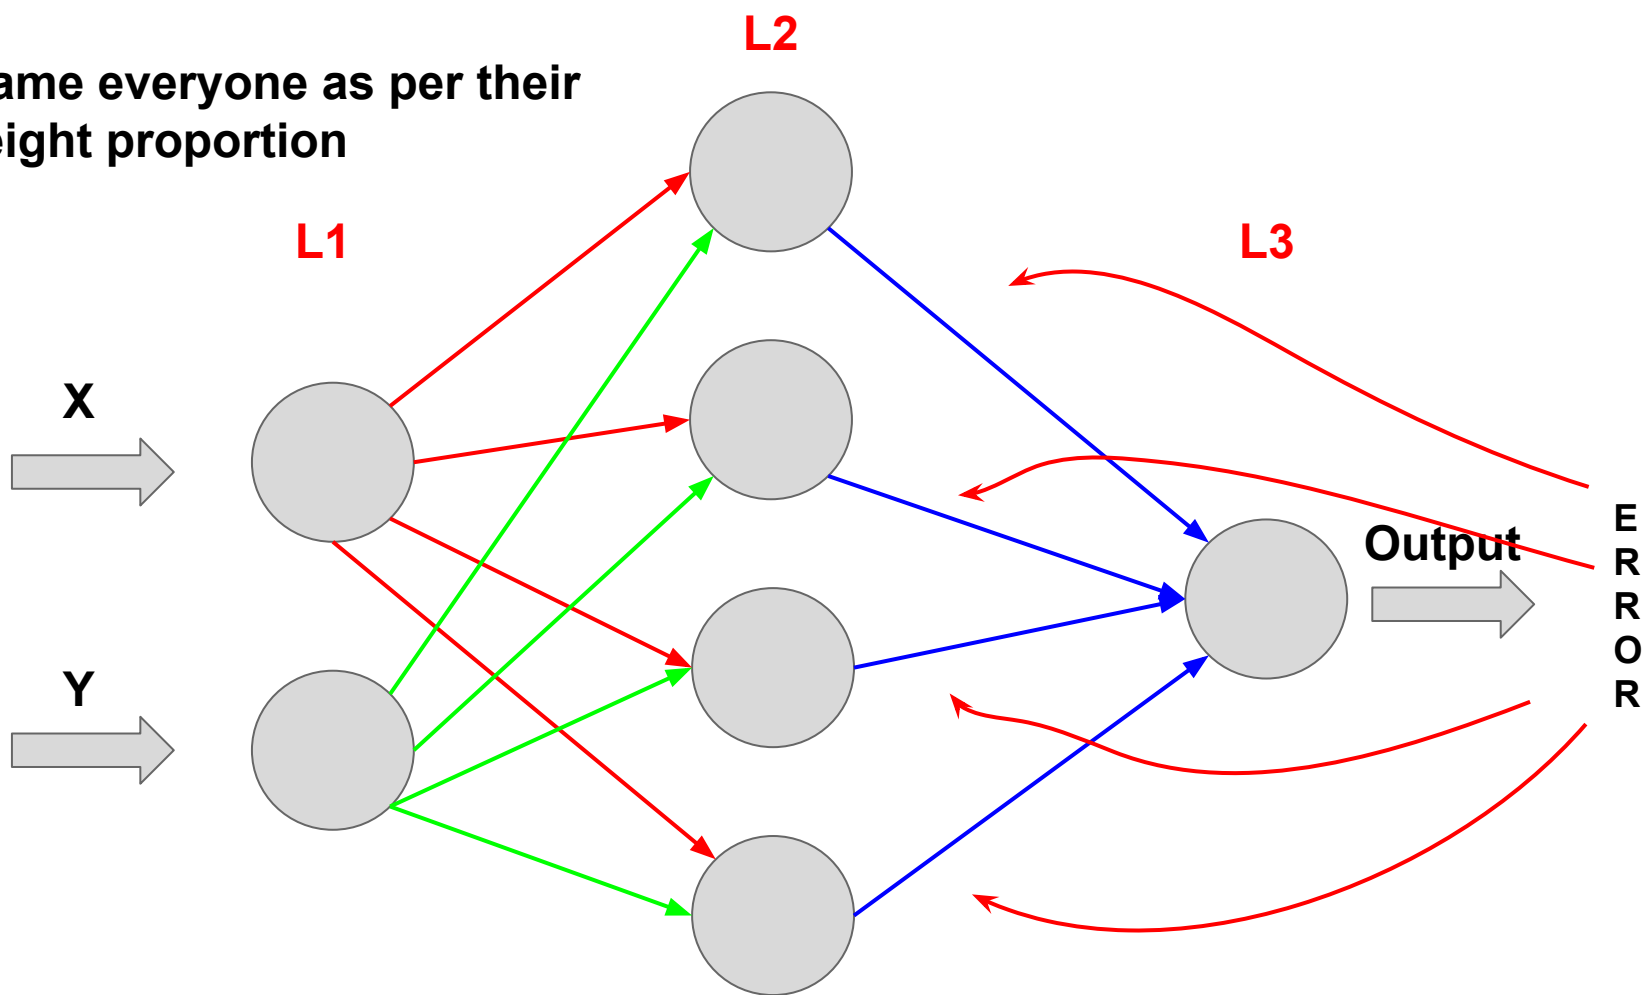 L2
ame everyone as per their
eight proportion
L1
L3
X
Output
Y
E
R
R
O
R